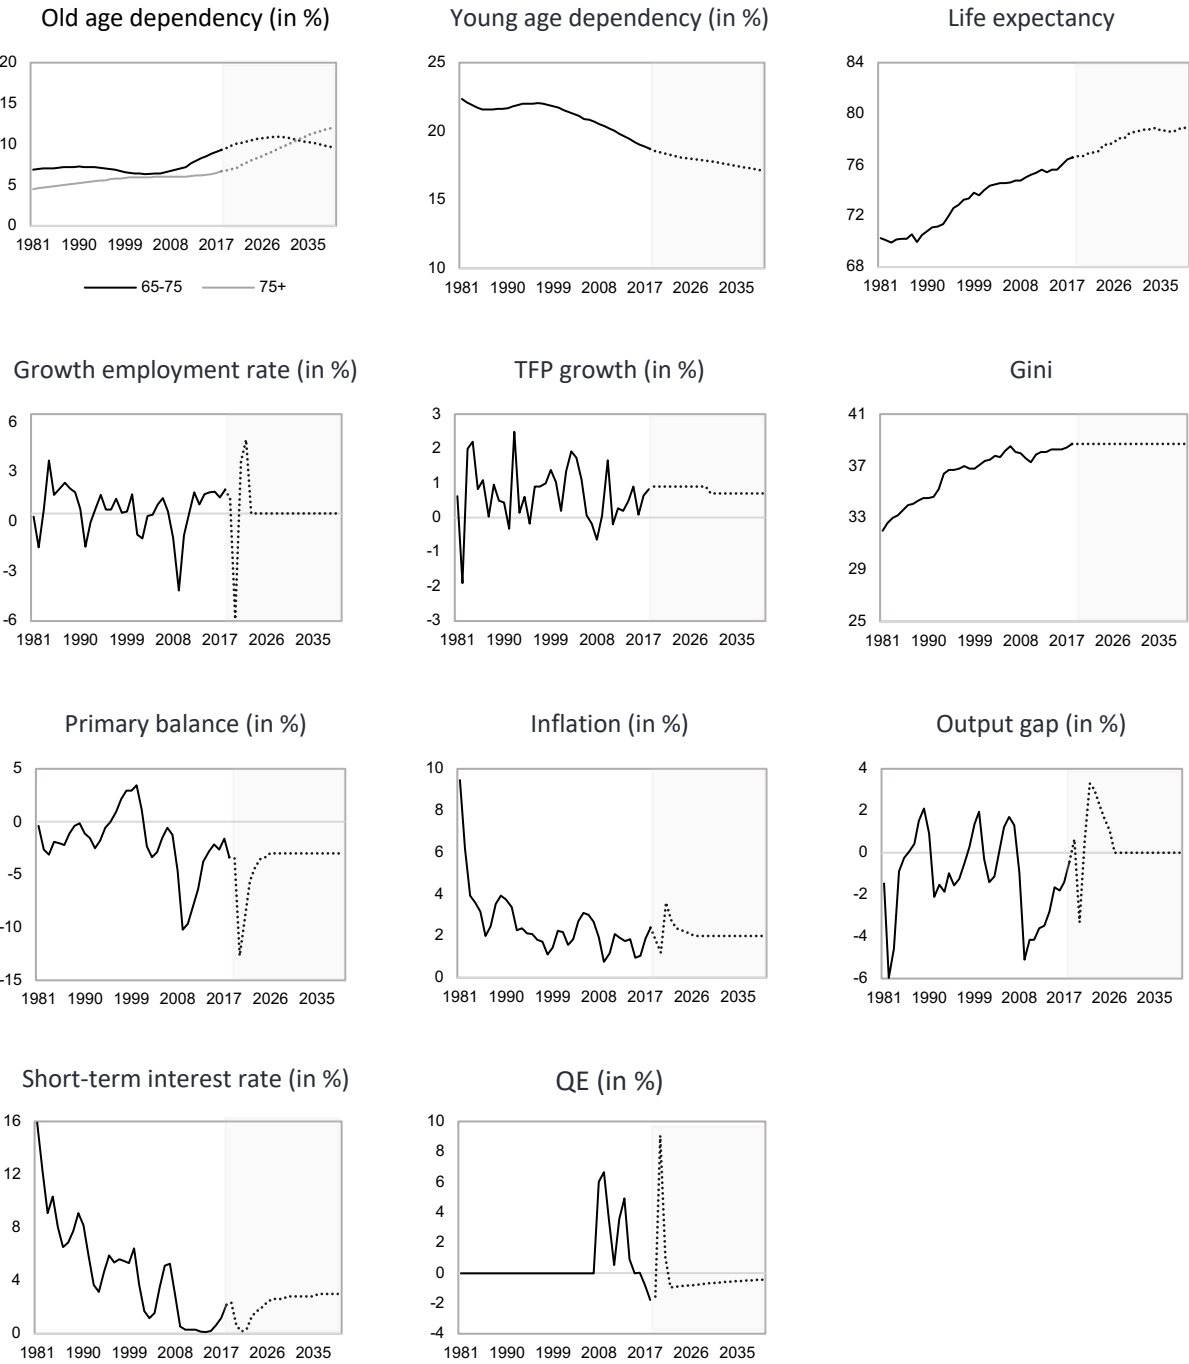 Old age dependency (in %)
20
15
10
5
0
1981 1990 1999 2008 2017 2026 2035
65-75 75+
Young age dependency (in %)
25
20
15
10
1981 1990 1999 2008 2017 2026 2035
Life expectancy
84
80
76
72
68
1981 1990 1999 2008 2017 2026 2035
Growth employment rate (in %)
6
3
0
-3
-6
1981 1990 1999 2008 2017 2026 2035
TFP growth (in %)
3
2
1
0
-1
-2
-3
1981 1990 1999 2008 2017 2026 2035
Gini
41
37
33
29
25
1981 1990 1999 2008 2017 2026 2035
Primary balance (in %)
5
0
-5
-10
-15
1981 1990 1999 2008 2017 2026 2035
Inflation (in %)
10
8
6
4
2
0
1981 1990 1999 2008 2017 2026 2035
Output gap (in %)
4
2
0
-2
-4
-6
1981 1990 1999 2008 2017 2026 2035
Short-term interest rate (in %)
16
12
8
4
0
1981 1990 1999 2008 2017 2026 2035
QE (in %)
10
8
6
4
2
0
-2
-4
1981 1990 1999 2008 2017 2026 2035